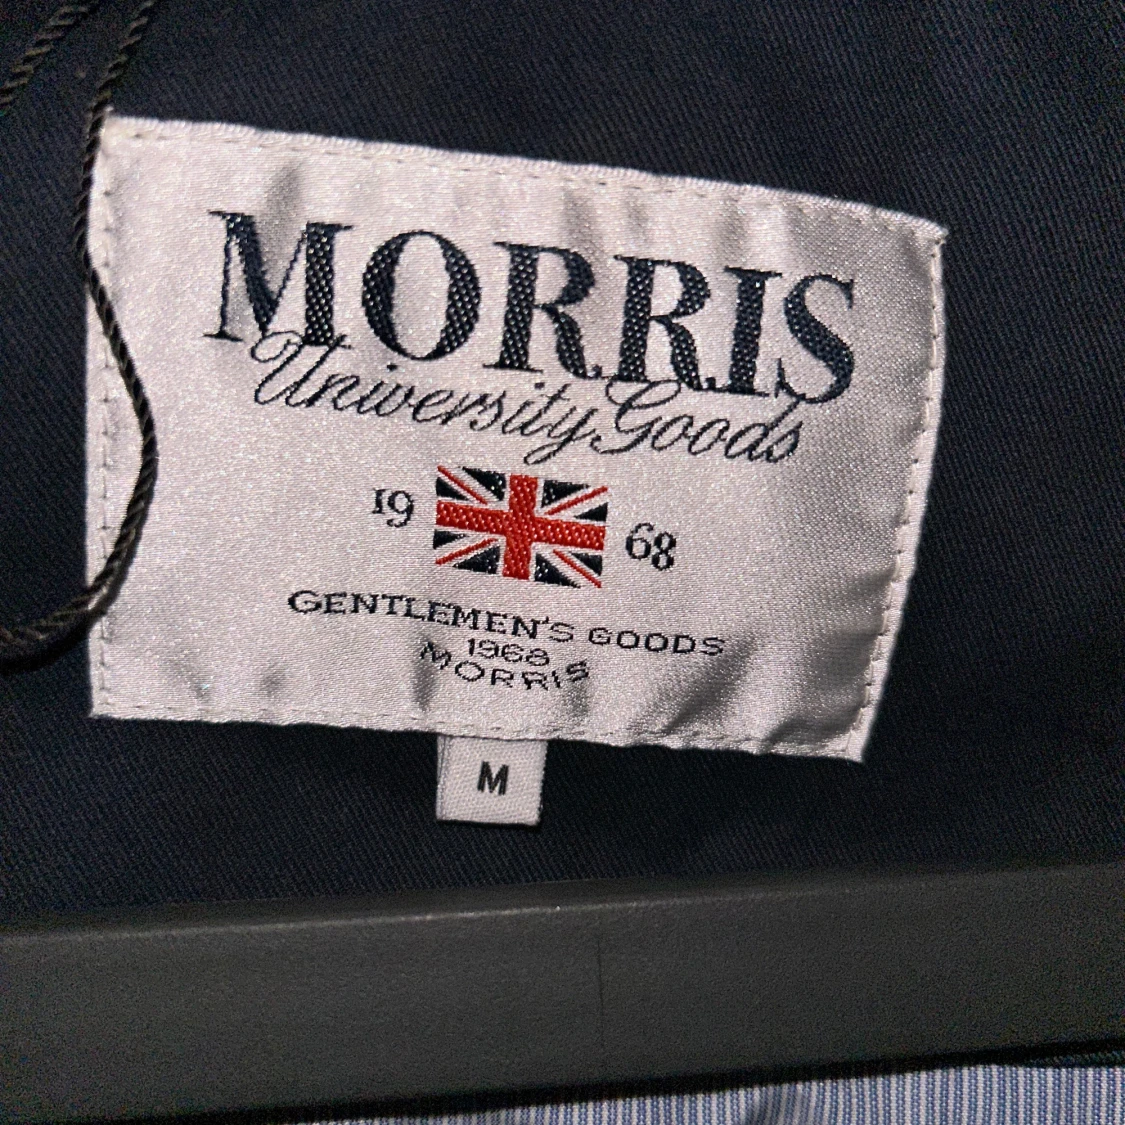 MORRIS
University Goods
19 68
GENTLEMEN'S GOODS
1968
MORRIS
M